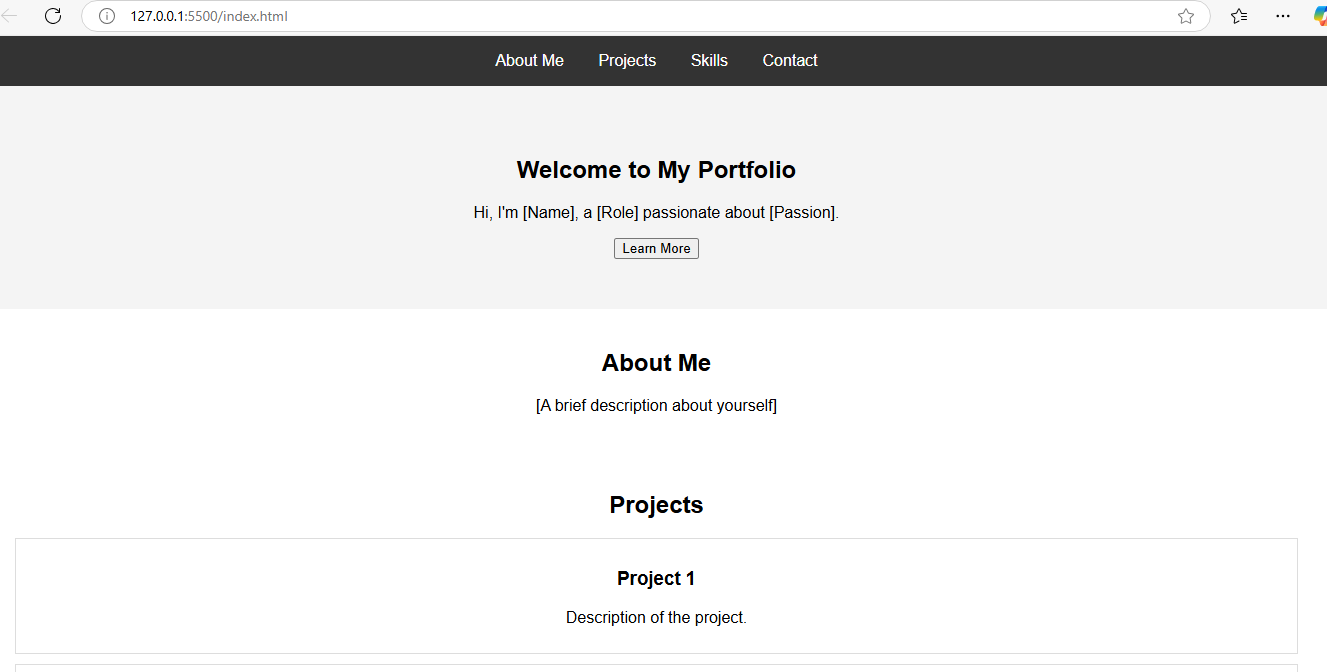 127.0.0.1:5500/index.html
About Me Projects Skills Contact
Welcome to My Portfolio
Hi, I'm [Name], a [Role] passionate about [Passion].
Learn More
About Me
[A brief description about yourself]
Projects
Project 1
Description of the project.